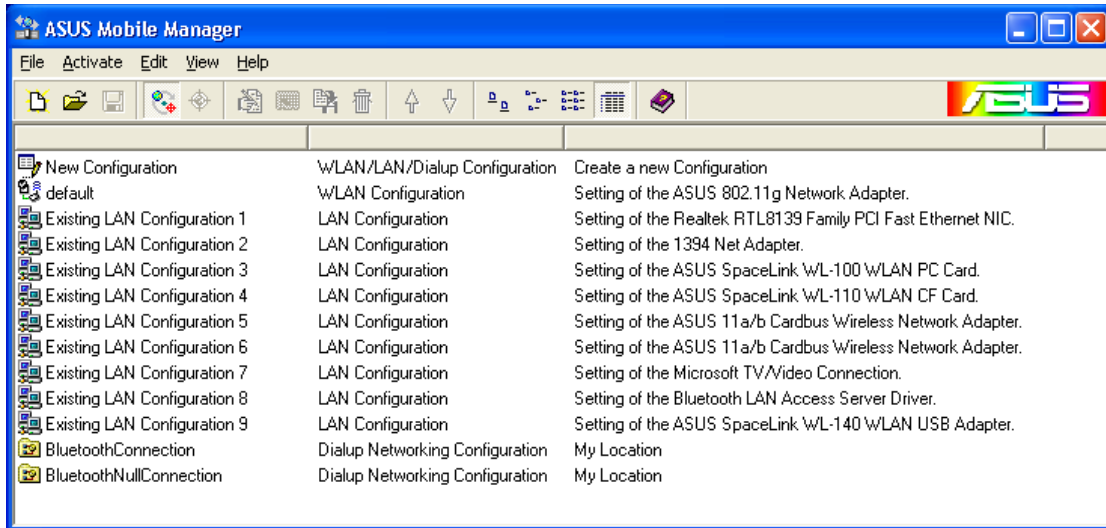 ASUS Mobile Manager
File Activate Edit View Help
ASUS
New Configuration WLAN/LAN/Dialup Configuration Create a new Configuration
default WLAN Configuration Setting of the ASUS 802.11g Network Adapter.
Existing LAN Configuration 1 LAN Configuration Setting of the Realtek RTL8139 Family PCI Fast Ethernet NIC.
Existing LAN Configuration 2 LAN Configuration Setting of the 1394 Net Adapter.
Existing LAN Configuration 3 LAN Configuration Setting of the ASUS SpaceLink WL-100 WLAN PC Card.
Existing LAN Configuration 4 LAN Configuration Setting of the ASUS SpaceLink WL-110 WLAN CF Card.
Existing LAN Configuration 5 LAN Configuration Setting of the ASUS 11a/b Cardbus Wireless Network Adapter.
Existing LAN Configuration 6 LAN Configuration Setting of the ASUS 11a/b Cardbus Wireless Network Adapter.
Existing LAN Configuration 7 LAN Configuration Setting of the Microsoft TV/Video Connection.
Existing LAN Configuration 8 LAN Configuration Setting of the Bluetooth LAN Access Server Driver.
Existing LAN Configuration 9 LAN Configuration Setting of the ASUS SpaceLink WL-140 WLAN USB Adapter.
BluetoothConnection Dialup Networking Configuration My Location
BluetoothNullConnection Dialup Networking Configuration My Location